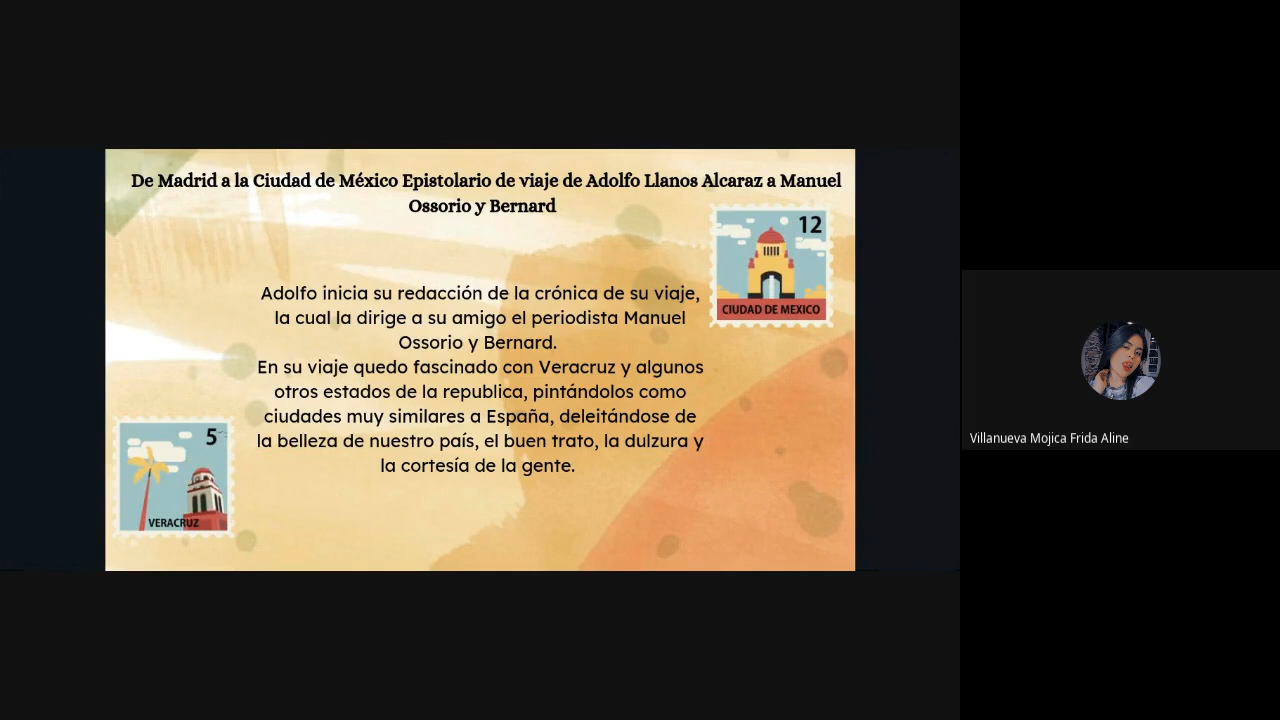 De Madrid a la Ciudad de México Epistolario de viaje de Adolfo Llanos Alcaraz a Manuel
Ossorio y Bernard
12
CIUDAD DE MEXICO
Adolfo inicia su redacción de la crónica de su viaje,
la cual la dirige a su amigo el periodista Manuel
Ossorio y Bernard.
En su viaje quedo fascinado con Veracruz y algunos
otros estados de la republica, pintándolos como
ciudades muy similares a España, deleitándose de
la belleza de nuestro país, el buen trato, la dulzura y
la cortesía de la gente.
5
VERACRUZ
Villanueva Mojica Frida Aline